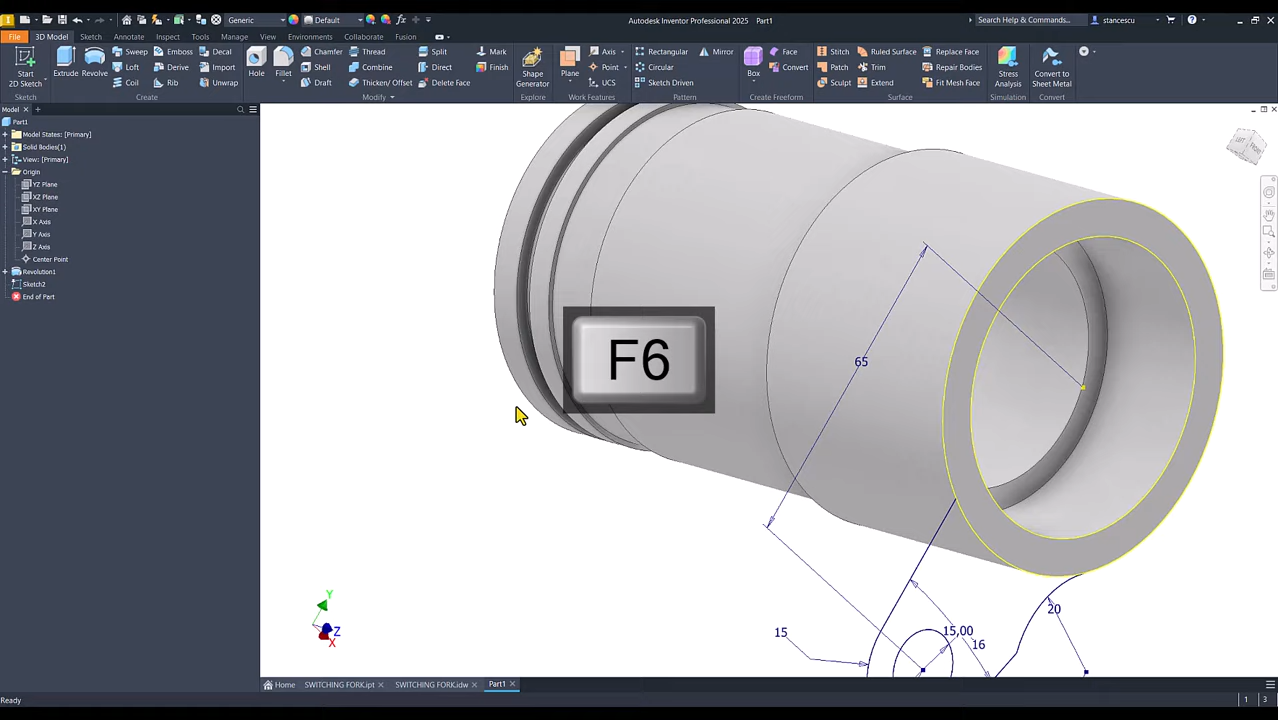 Generic
Default
fx
Autodesk Inventor Professional 2025 Part1
Search Help & Commands...
stancescu
File
3D Model
Sketch
Annotate
Inspect
Tools
Manage
View
Environments
Collaborate
Fusion
Start
2D Sketch
Extrude
Revolve
Sweep
Loft
Coil
Emboss
Derive
Rib
Decal
Import
Unwrap
Hole
Fillet
Chamfer
Shell
Draft
Thread
Combine
Thicken/ Offset
Split
Direct
Delete Face
Mark
Finish
Shape
Generator
Plane
Axis
Point
UCS
Rectangular
Circular
Sketch Driven
Mirror
Box
Face
Convert
Stitch
Patch
Sculpt
Ruled Surface
Trim
Extend
Replace Face
Repair Bodies
Fit Mesh Face
Stress
Analysis
Convert to
Sheet Metal
Sketch
Create
Modify
Explore
Work Features
Pattern
Create Freeform
Surface
Simulation
Convert
Model
Part1
Model States: [Primary]
Solid Bodies(1)
View: [Primary]
Origin
YZ Plane
XZ Plane
XY Plane
X Axis
Y Axis
Z Axis
Center Point
Revolution1
Sketch2
End of Part
65
F6
15
15,00
16
20
Y
Z
X
Home
SWITCHING FORK.ipt
SWITCHING FORK.idw
Part1
Ready
1
3